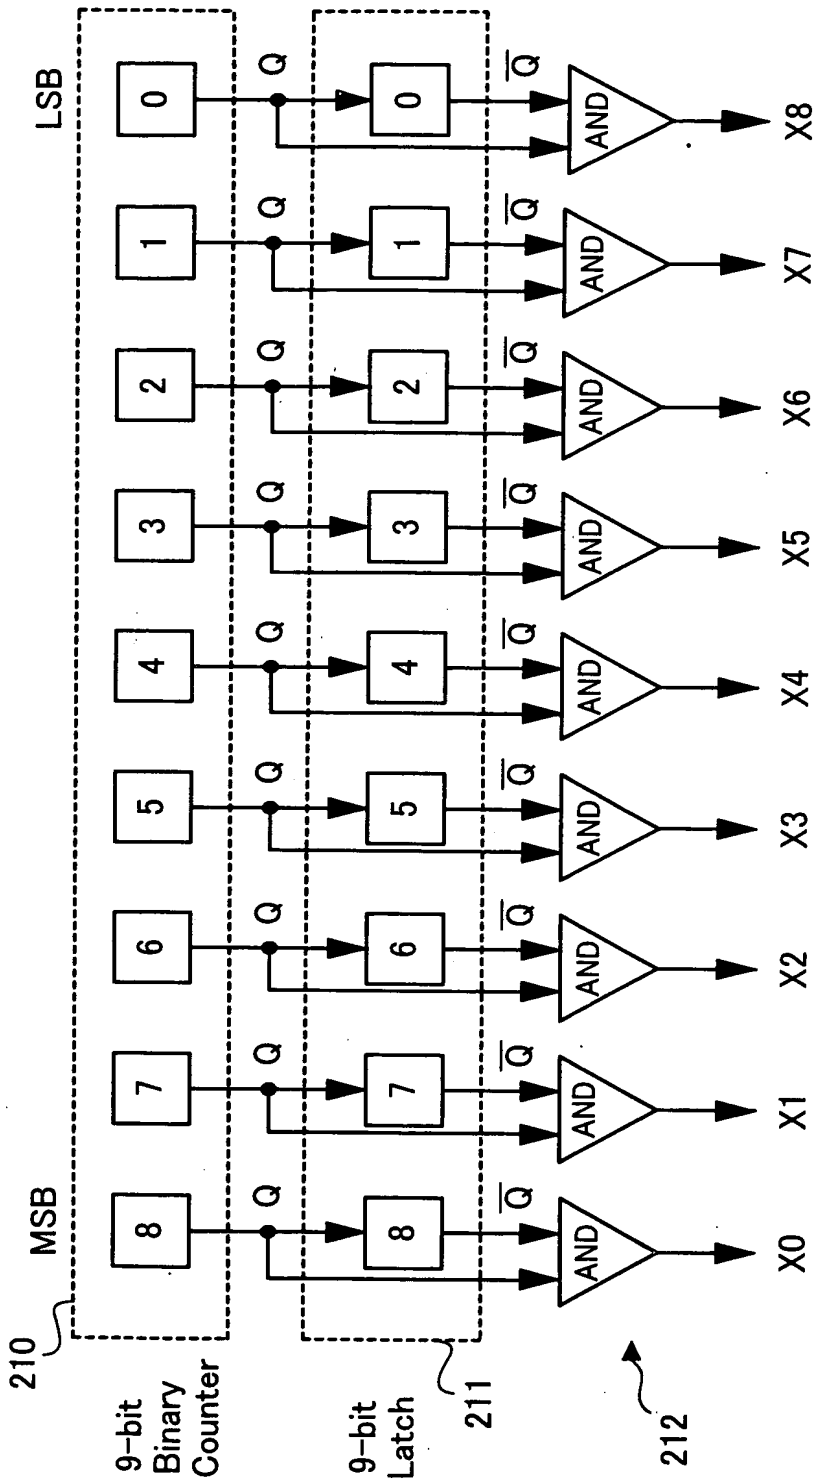 210
MSB
LSB
9-bit
Binary
Counter
8 7 6 5 4 3 2 1 0
Q Q Q Q Q Q Q Q Q
9-bit
Latch
8 7 6 5 4 3 2 1 0
211
Q̅ Q̅ Q̅ Q̅ Q̅ Q̅ Q̅ Q̅ Q̅
AND AND AND AND AND AND AND AND AND
212
X0 X1 X2 X3 X4 X5 X6 X7 X8